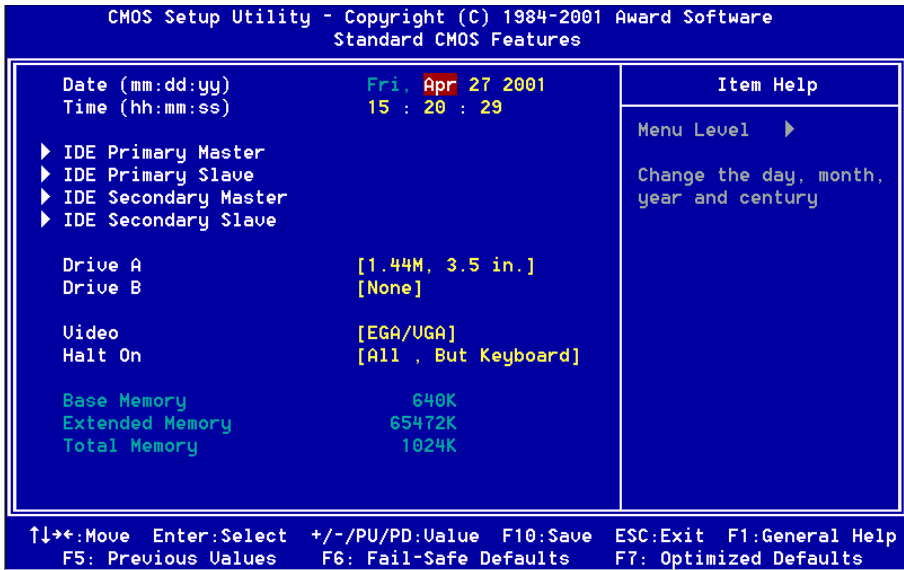 CMOS Setup Utility - Copyright (C) 1984-2001 Award Software
Standard CMOS Features
Date (mm:dd:yy) Fri, Apr 27 2001
Time (hh:mm:ss) 15 : 20 : 29
IDE Primary Master
IDE Primary Slave
IDE Secondary Master
IDE Secondary Slave
Drive A [1.44M, 3.5 in.]
Drive B [None]
Video [EGA/VGA]
Halt On [All , But Keyboard]
Base Memory 640K
Extended Memory 65472K
Total Memory 1024K
Item Help
Menu Level ▶
Change the day, month,
year and century
↑↓→←:Move Enter:Select +/-/PU/PD:Value F10:Save ESC:Exit F1:General Help
F5: Previous Values F6: Fail-Safe Defaults F7: Optimized Defaults